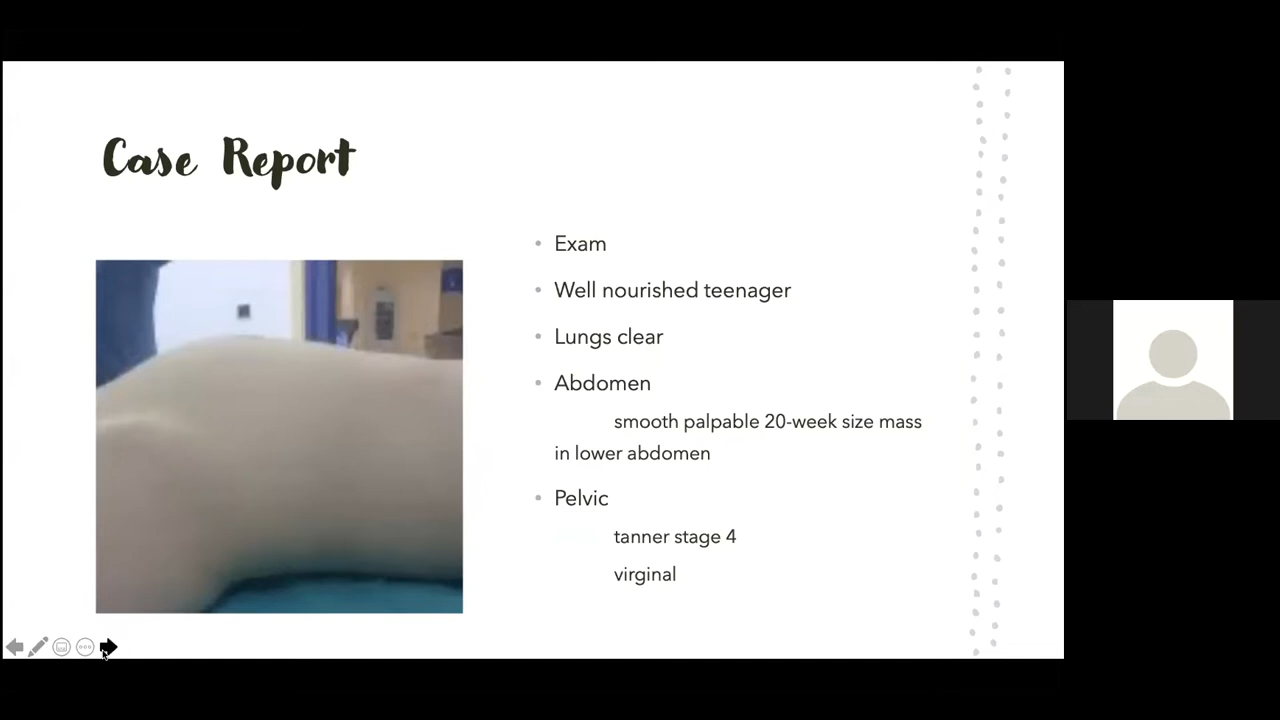 Case Report
Exam
Well nourished teenager
Lungs clear
Abdomen
smooth palpable 20-week size mass
in lower abdomen
Pelvic
tanner stage 4
virginal